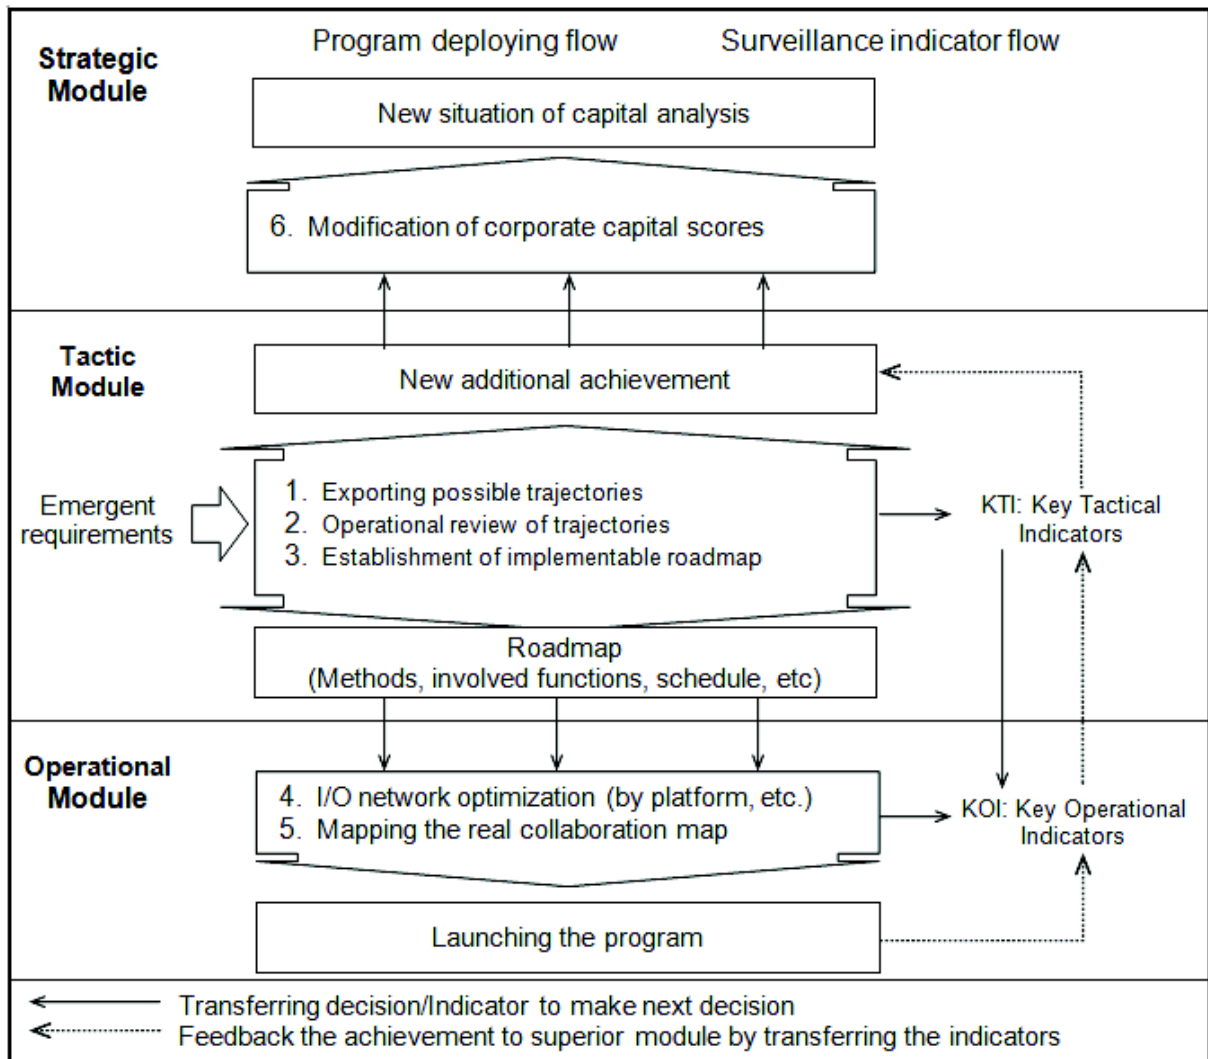 Program deploying flow
Surveillance indicator flow
Strategic
Module
New situation of capital analysis
6. Modification of corporate capital scores
Tactic
Module
New additional achievement
Emergent
requirements
1. Exporting possible trajectories
2. Operational review of trajectories
3. Establishment of implementable roadmap
KTI: Key Tactical
Indicators
Roadmap
(Methods, involved functions, schedule, etc)
Operational
Module
4. I/O network optimization (by platform, etc.)
5. Mapping the real collaboration map
KOI: Key Operational
Indicators
Launching the program
Transferring decision/Indicator to make next decision
Feedback the achievement to superior module by transferring the indicators